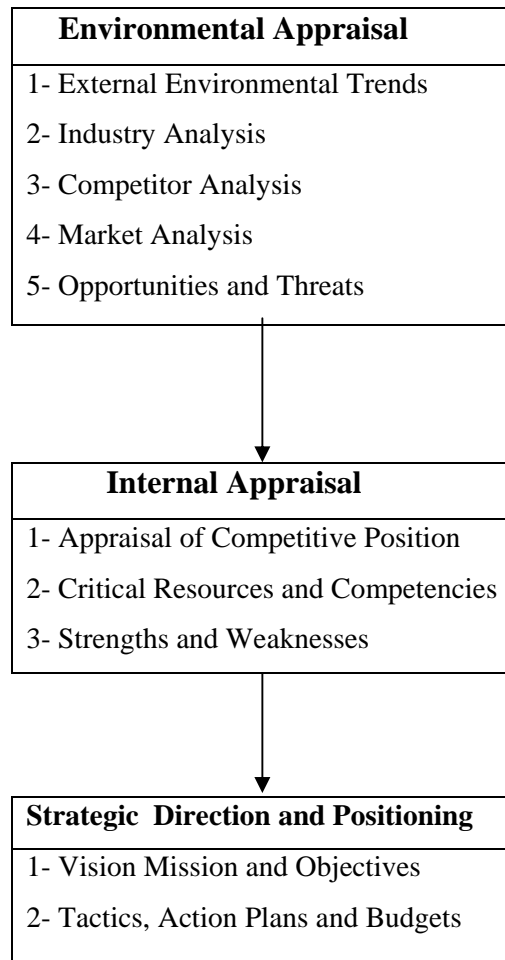 Environmental Appraisal
1- External Environmental Trends
2- Industry Analysis
3- Competitor Analysis
4- Market Analysis
5- Opportunities and Threats
Internal Appraisal
1- Appraisal of Competitive Position
2- Critical Resources and Competencies
3- Strengths and Weaknesses
Strategic Direction and Positioning
1- Vision Mission and Objectives
2- Tactics, Action Plans and Budgets